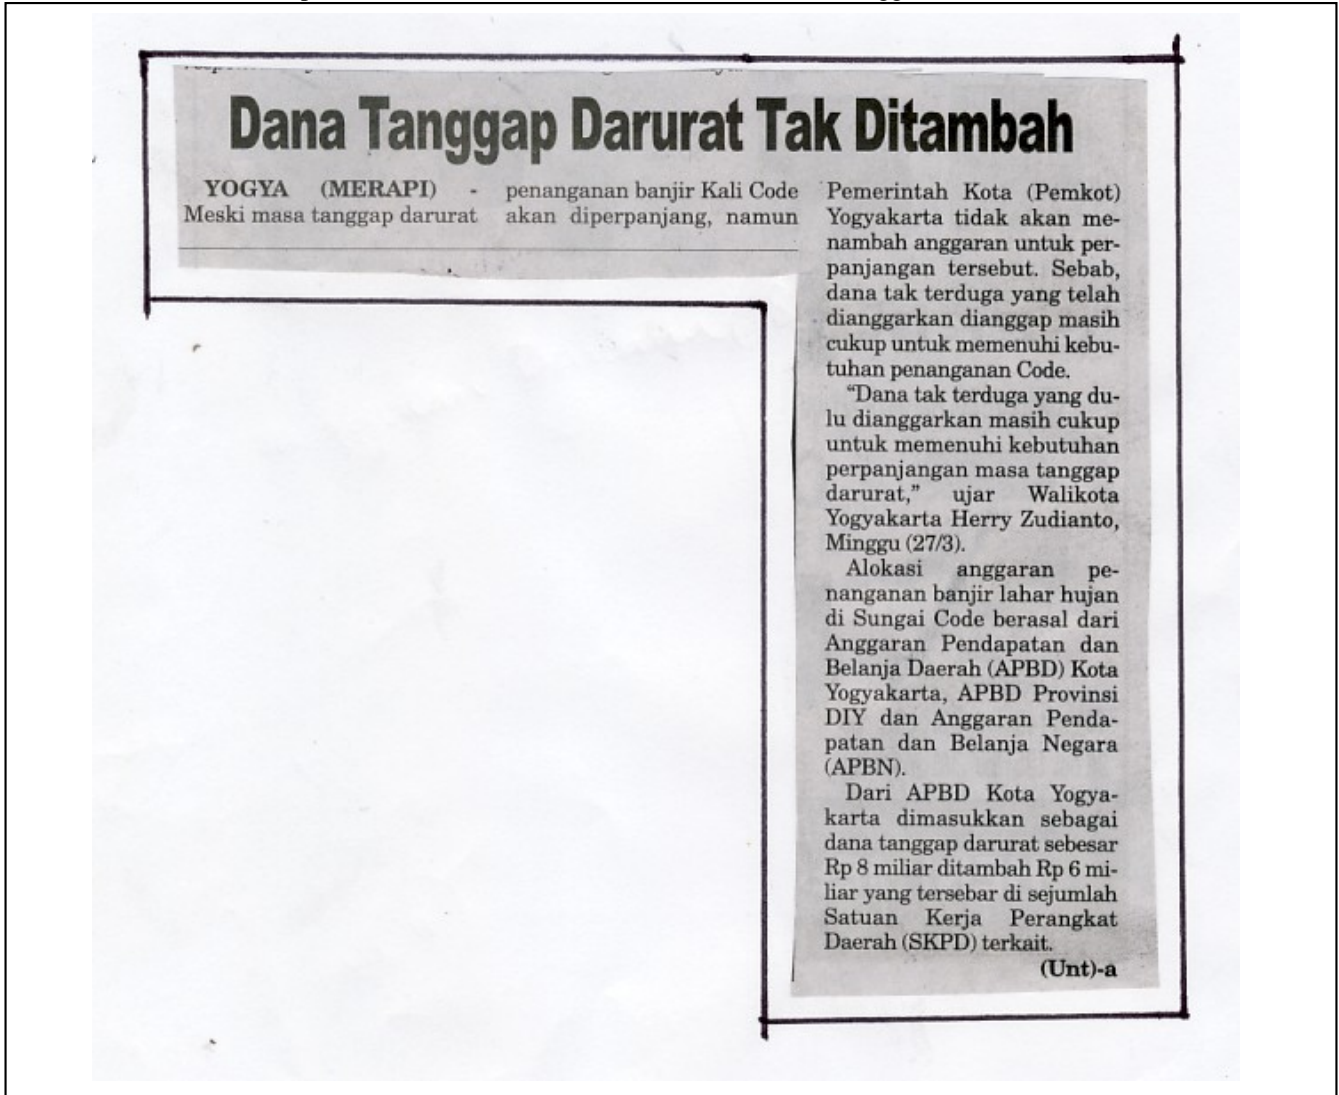 Dana Tanggap Darurat Tak Ditambah
YOGYA (MERAPI) -
Meski masa tanggap darurat
penanganan banjir Kali Code
akan diperpanjang, namun
Pemerintah Kota (Pemkot)
Yogyakarta tidak akan me-
nambah anggaran untuk per-
panjangan tersebut. Sebab,
dana tak terduga yang telah
dianggarkan dianggap masih
cukup untuk memenuhi kebu-
tuhan penanganan Code.
“Dana tak terduga yang du-
lu dianggarkan masih cukup
untuk memenuhi kebutuhan
perpanjangan masa tanggap
darurat,” ujar Walikota
Yogyakarta Herry Zudianto,
Minggu (27/3).
Alokasi anggaran pe-
nanganan banjir lahar hujan
di Sungai Code berasal dari
Anggaran Pendapatan dan
Belanja Daerah (APBD) Kota
Yogyakarta, APBD Provinsi
DIY dan Anggaran Penda-
patan dan Belanja Negara
(APBN).
Dari APBD Kota Yogya-
karta dimasukkan sebagai
dana tanggap darurat sebesar
Rp 8 miliar ditambah Rp 6 mi-
liar yang tersebar di sejumlah
Satuan Kerja Perangkat
Daerah (SKPD) terkait.
(Unt)-a